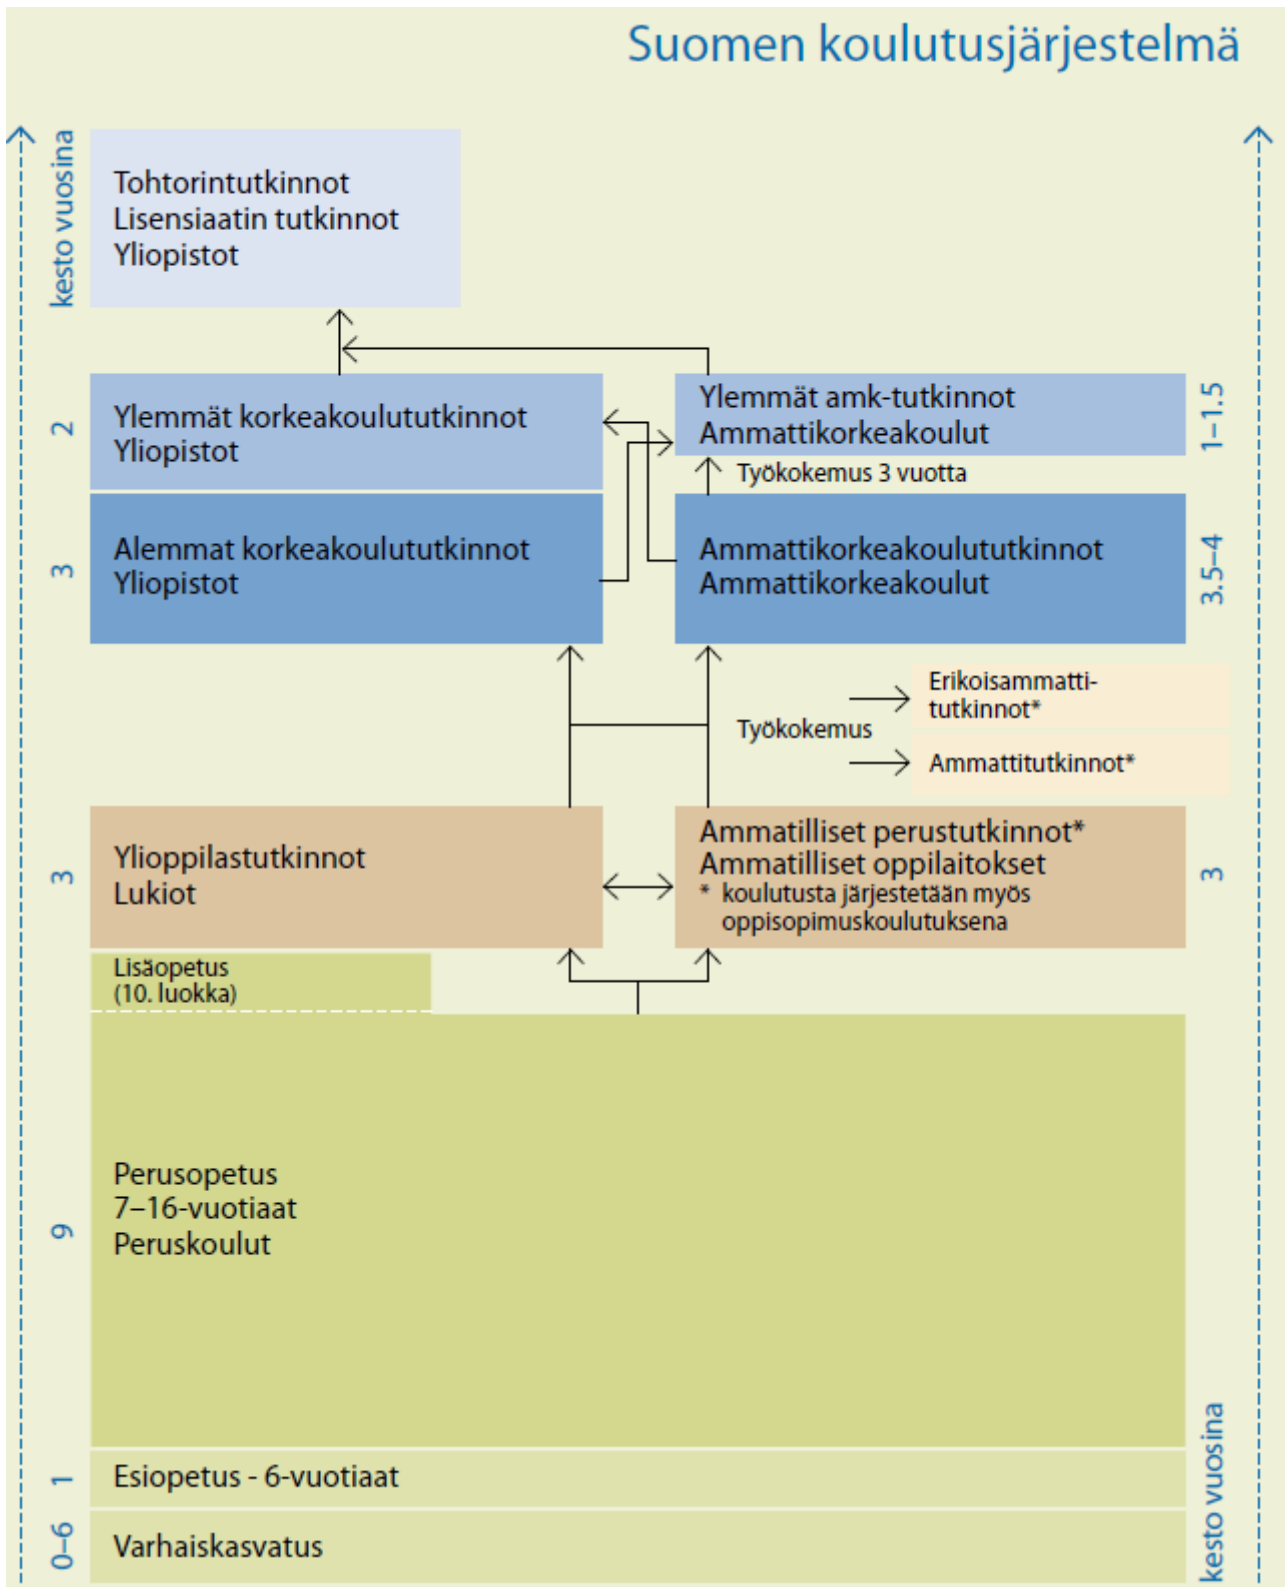 Suomen koulutusjärjestelmä
kesto vuosina
Tohtorintutkinnot
Lisensiaatin tutkinnot
Yliopistot
2
Ylemmät korkeakoulututkinnot
Yliopistot
Ylemmät amk-tutkinnot
Ammattikorkeakoulut
1–1.5
Työkokemus 3 vuotta
3
Alemmat korkeakoulututkinnot
Yliopistot
Ammattikorkeakoulututkinnot
Ammattikorkeakoulut
3.5–4
Työkokemus
Erikoisammatti-
tutkinnot*
Ammattitutkinnot*
3
Ylioppilastutkinnot
Lukiot
Ammatilliset perustutkinnot*
Ammatilliset oppilaitokset
* koulutusta järjestetään myös
oppisopimuskoulutuksena
3
Lisäopetus
(10. luokka)
9
Perusopetus
7–16-vuotiaat
Peruskoulut
1
Esiopetus - 6-vuotiaat
0–6
Varhaiskasvatus
kesto vuosina